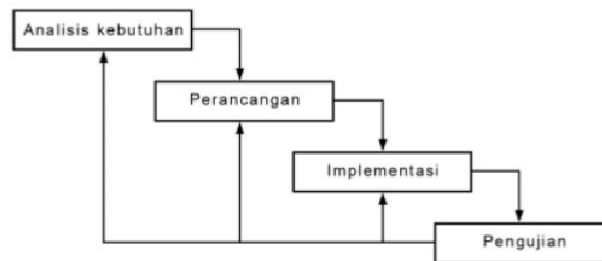 Analisis kebutuhan
Perancangan
Implementasi
Pengujian